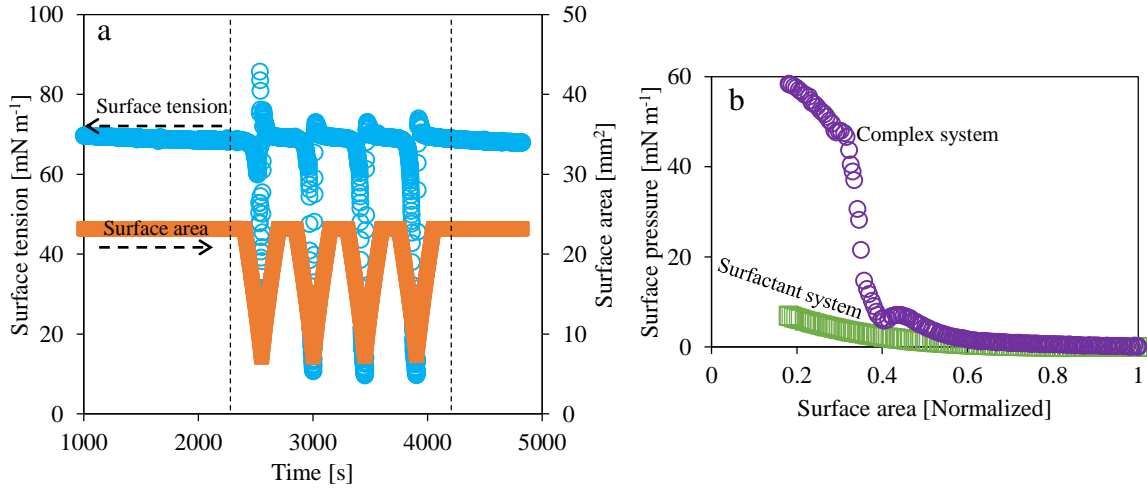 a
100
80
60
40
20
0
Surface tension [mN m⁻¹]
Surface tension
Surface area
50
40
30
20
10
0
Surface area [mm²]
1000 2000 3000 4000 5000
Time [s]
b
60
40
20
0
Surface pressure [mN m⁻¹]
Complex system
Surfactant system
0 0.2 0.4 0.6 0.8 1
Surface area [Normalized]